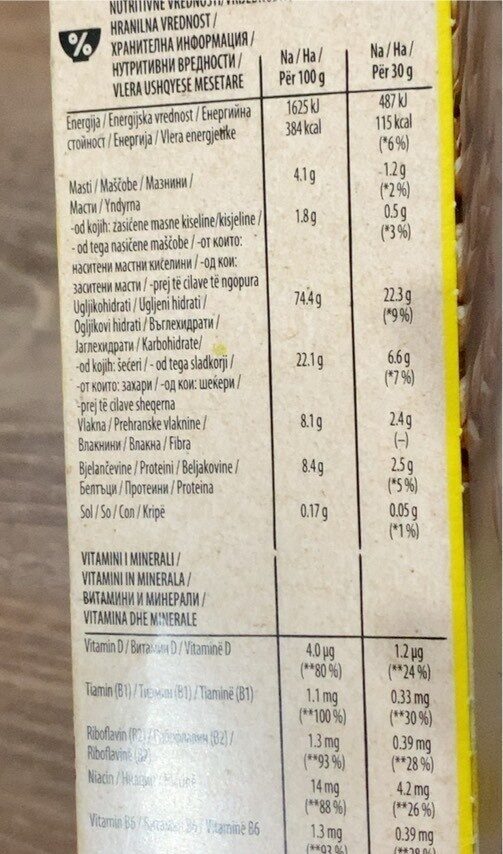 HRANILNA VREDNOST /
ХРАНИТЕЛНА ИНФОРМАЦИЯ /
НУТРИТИВНИ ВРЕДНОСТИ /
VLERA USHQYESE MESETARE
%
Na / Ha /
Për 100 g
Na / Ha /
Për 30 g
Energija / Energijska vrednost / Енергийна
стойност / Енергија / Vlera energjetike
1625 kJ
384 kcal
487 kJ
115 kcal
(*6%)
Masti / Maščobe / Мазнини /
Масти / Yndyrna
4.1 g
1.2 g
(*2%)
-od kojih: zasićene masne kiseline/kisjeline /
- od tega nasičene maščobe / -от които:
наситени мастни киселини / -од кои:
заситени масти / -prej të cilave të ngopura
1.8 g
0.5 g
(*3%)
Ugljikohidrati / Ugljeni hidrati /
Ogljikovi hidrati / Въглехидрати /
Јаглехидрати / Karbohidrate/
74.4 g
22.3 g
(*9%)
-od kojih: šećeri / - od tega sladkorji /
-от които: захари / -од кои: шеќери /
-prej të cilave sheqerna
22.1 g
6.6 g
(*7%)
Vlakna / Prehranske vlaknine /
Влакнини / Влакна / Fibra
8.1 g
2.4 g
(–)
Bjelančevine / Proteini / Beljakovine /
Белтъци / Протеини / Proteina
8.4 g
2.5 g
(*5%)
Sol / So / Сол / Kripë
0.17 g
0.05 g
(*1%)
VITAMINI I MINERALI /
VITAMINI IN MINERALA /
ВИТАМИНИ И МИНЕРАЛИ /
VITAMINA DHE MINERALE
Vitamin D / Витамин D / Vitaminë D
4.0 µg
(**80 %)
1.2 µg
(**24 %)
Tiamin (B1) / Тиамин (B1) / Tiaminë (B1)
1.1 mg
(**100 %)
0.33 mg
(**30 %)
Riboflavin (B2) / Рибофлавин (B2) /
Riboflavinë (B2)
1.3 mg
(**93 %)
0.39 mg
(**28 %)
Niacin /
14 mg
(**88 %)
4.2 mg
(**26 %)
Vitamin B6 / Витамин B6 / Vitaminë B6
1.3 mg
0.39 mg